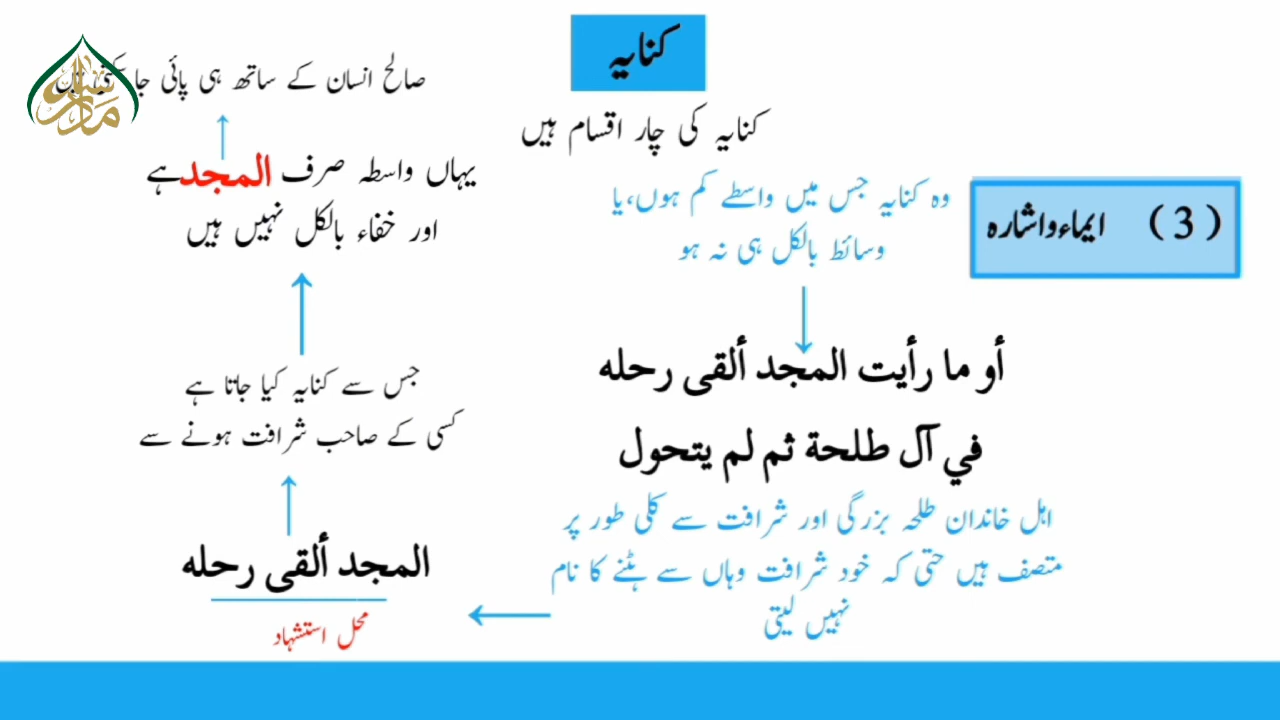 کنایہ
کنایہ کی چار اقسام ہیں
(3) ایماء و اشارہ
وہ کنایہ جس میں واسطے کم ہوں، یا
وسائط بالکل ہی نہ ہو
أو ما رأيت المجد ألقى رحله
في آل طلحة ثم لم يتحول
اہل خاندان طلحہ بزرگی اور شرافت سے کلی طور پر
متصف ہیں حتی کہ خود شرافت وہاں سے ہٹنے کا نام
نہیں لیتی
المجد ألقى رحله
محل استشہاد
جس سے کنایہ کیا جاتا ہے
کسی کے صاحب شرافت ہونے سے
یہاں واسطہ صرف المجد ہے
اور خفاء بالکل نہیں ہیں
صالح انسان کے ساتھ ہی پائی جا